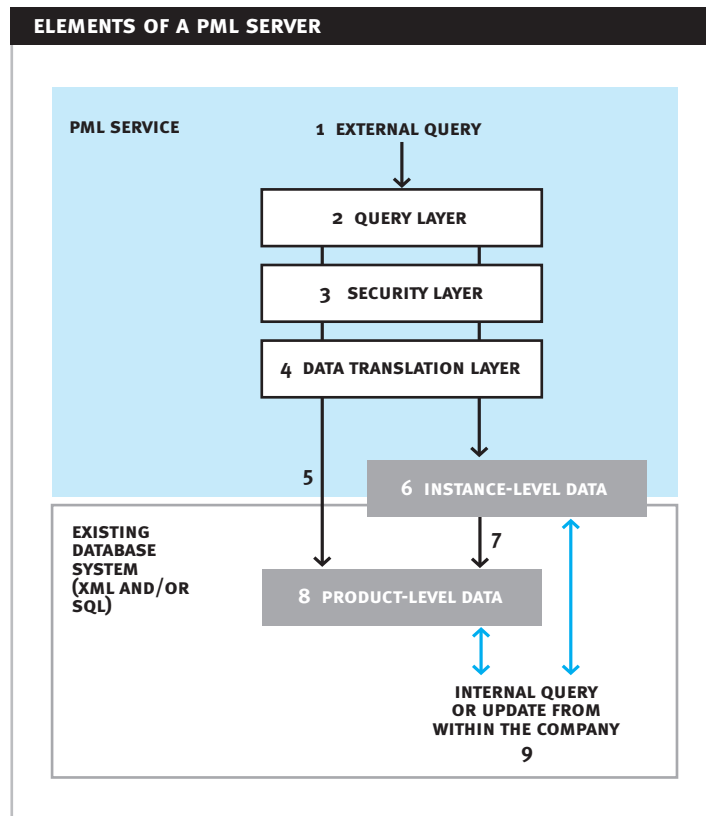 ELEMENTS OF A PML SERVER
PML SERVICE
1 EXTERNAL QUERY
2 QUERY LAYER
3 SECURITY LAYER
4 DATA TRANSLATION LAYER
5
6 INSTANCE-LEVEL DATA
EXISTING
DATABASE
SYSTEM
(XML AND/OR
SQL)
7
8 PRODUCT-LEVEL DATA
INTERNAL QUERY
OR UPDATE FROM
WITHIN THE COMPANY
9